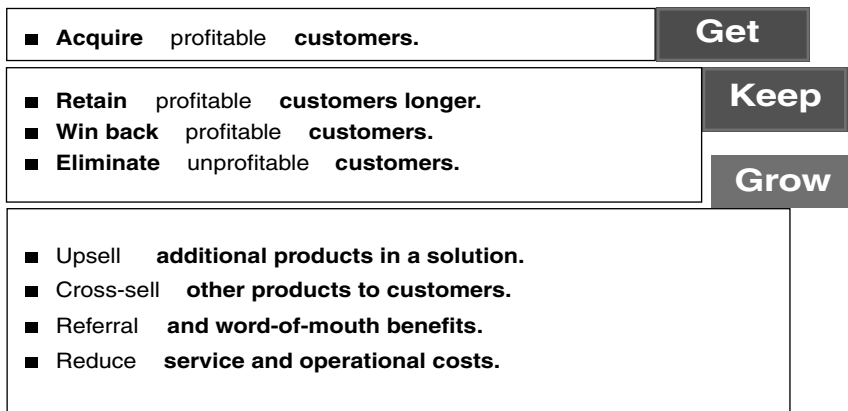 ■ Acquire profitable customers.
Get
■ Retain profitable customers longer.
■ Win back profitable customers.
■ Eliminate unprofitable customers.
Keep
Grow
■ Upsell additional products in a solution.
■ Cross-sell other products to customers.
■ Referral and word-of-mouth benefits.
■ Reduce service and operational costs.